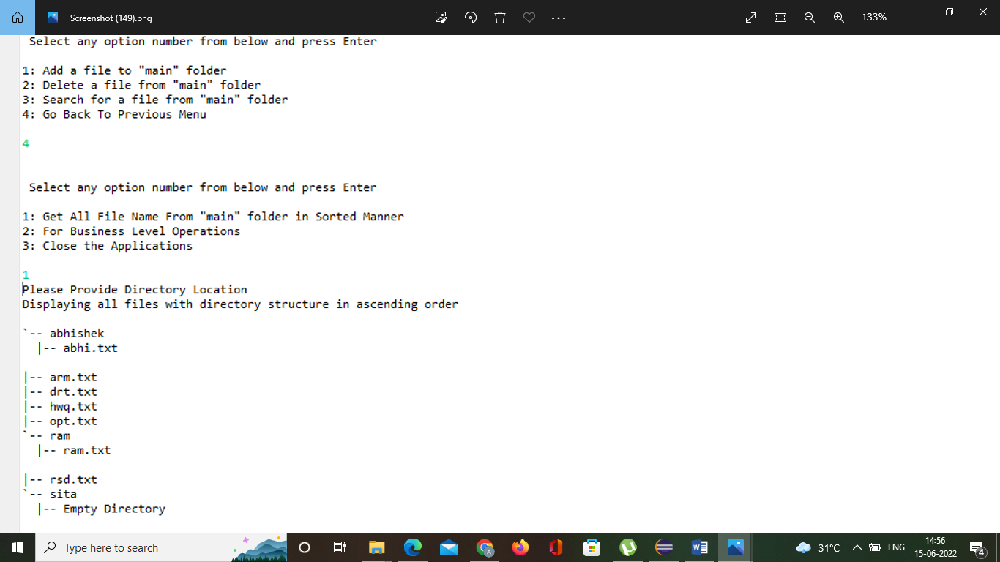 Screenshot (149).png
133%
Select any option number from below and press Enter
1: Add a file to "main" folder
2: Delete a file from "main" folder
3: Search for a file from "main" folder
4: Go Back To Previous Menu
4
Select any option number from below and press Enter
1: Get All File Name From "main" folder in Sorted Manner
2: For Business Level Operations
3: Close the Applications
1
Please Provide Directory Location
Displaying all files with directory structure in ascending order
`-- abhishek
|-- abhi.txt
|-- arm.txt
|-- drt.txt
|-- hwq.txt
|-- opt.txt
`-- ram
|-- ram.txt
|-- rsd.txt
`-- sita
|-- Empty Directory
Type here to search
31°C
ENG
14:56
15-06-2022
4